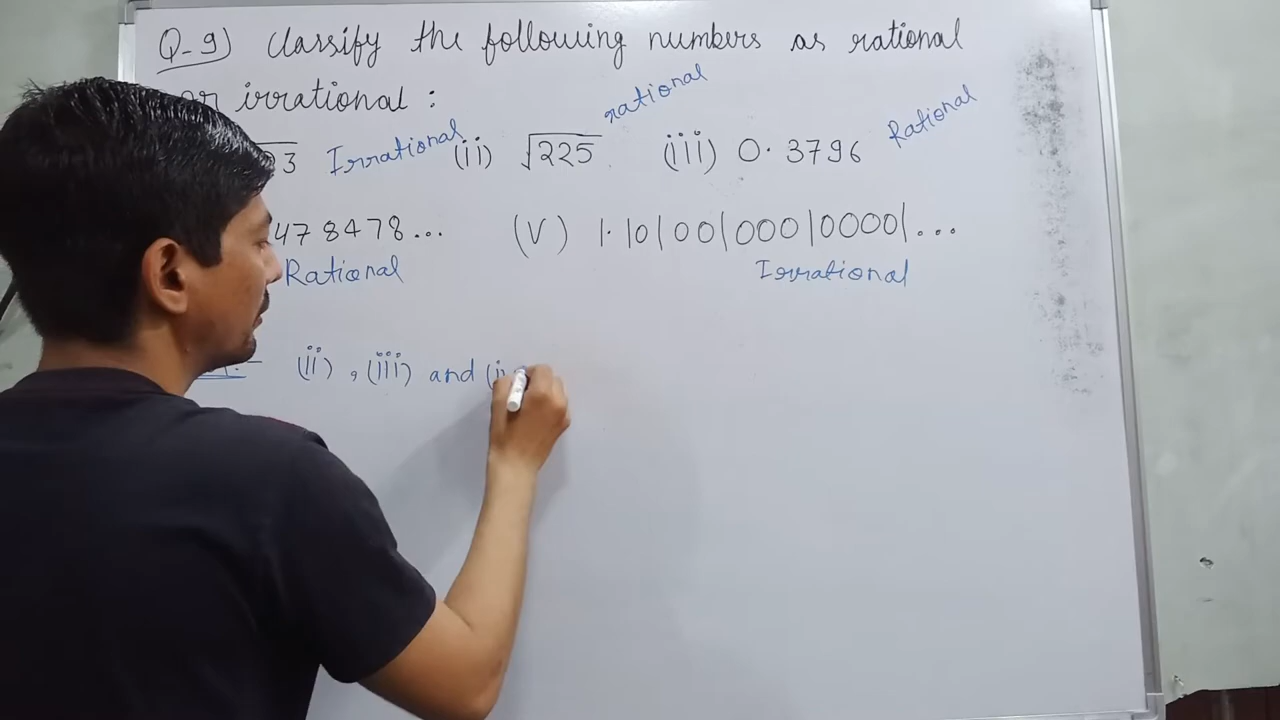 Q-9) Classify the following numbers as rational
or irrational :
23 Irrational (ii) √225 rational (iii) 0.3796 Rational
478478... (V) 1.101001000100001...
Rational Irrational
(ii), (iii) and (i